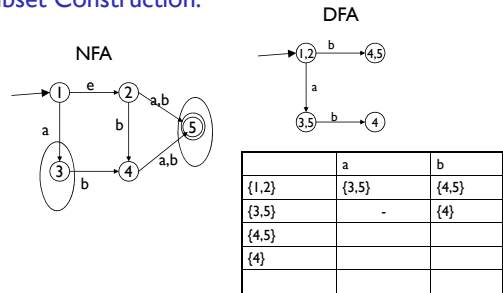 bset Construction:
NFA
1 e 2 a,b
a b 5
3 b 4 a,b
DFA
1,2 b 4,5
a
3,5 b 4
a b
{1,2} {3,5} {4,5}
{3,5} - {4}
{4,5}
{4}